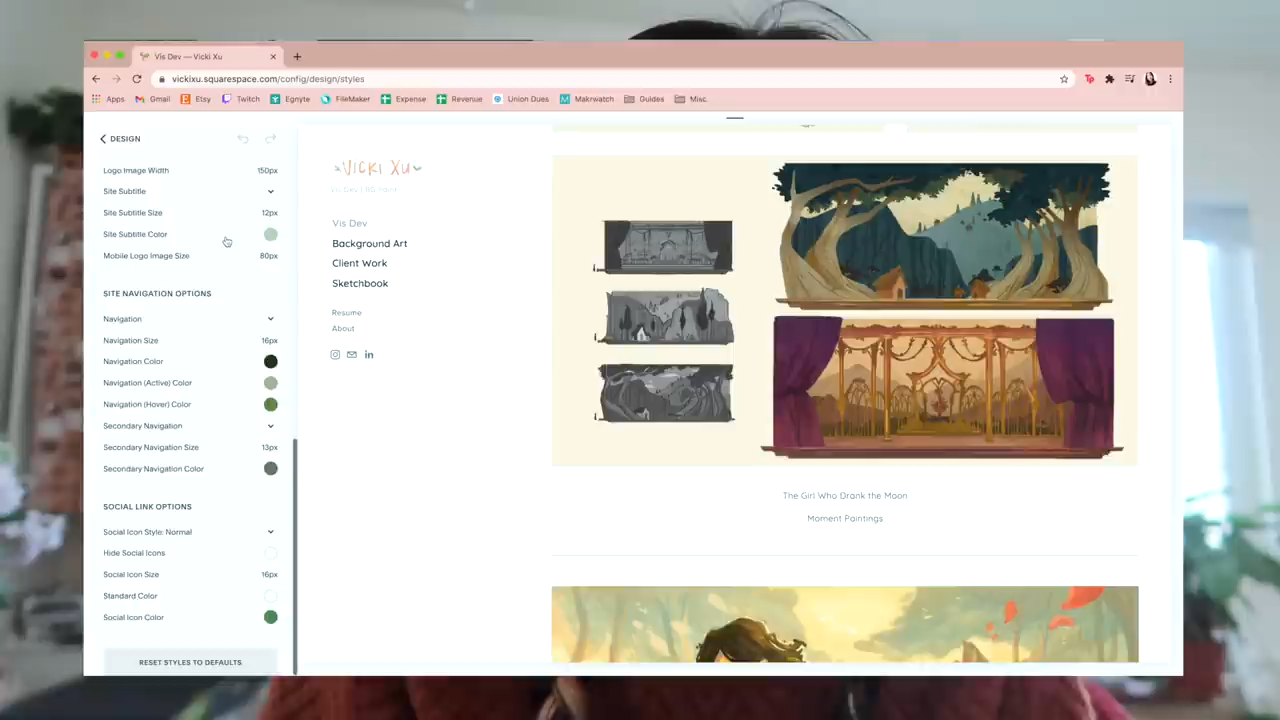 Vis Dev — Vicki Xu
vickixu.squarespace.com/config/design/styles
Apps Gmail Etsy Twitch Egnyte FileMaker Expense Revenue Union Dues Makrwatch Guides Misc.
DESIGN
Logo Image Width 150px
Site Subtitle
Site Subtitle Size 12px
Site Subtitle Color
Mobile Logo Image Size 80px
SITE NAVIGATION OPTIONS
Navigation
Navigation Size 16px
Navigation Color
Navigation (Active) Color
Navigation (Hover) Color
Secondary Navigation
Secondary Navigation Size 13px
Secondary Navigation Color
SOCIAL LINK OPTIONS
Social Icon Style: Normal
Hide Social Icons
Social Icon Size 16px
Standard Color
Social Icon Color
RESET STYLES TO DEFAULTS
VICKI XU
Vis Dev | BG Paint
Vis Dev
Background Art
Client Work
Sketchbook
Resume
About
The Girl Who Drank the Moon
Moment Paintings